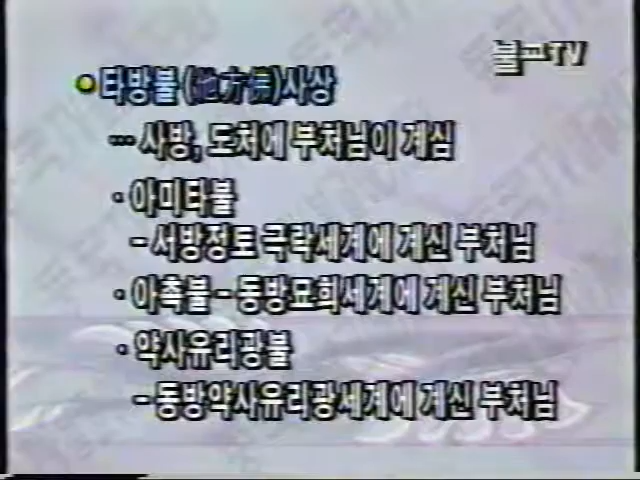 불교TV
• 타방불(他方佛)사상
… 사방, 도처에 부처님이 계심
· 아미타불
- 서방정토 극락세계에 계신 부처님
· 아촉불 - 동방묘희세계에 계신 부처님
· 약사유리광불
- 동방약사유리광세계에 계신 부처님